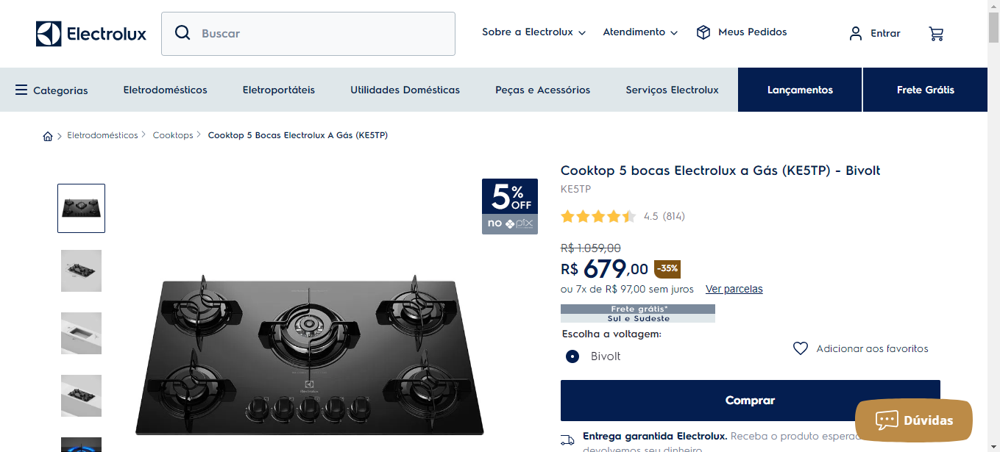 Electrolux
Buscar
Sobre a Electrolux
Atendimento
Meus Pedidos
Entrar
Categorias
Eletrodomésticos
Eletroportáteis
Utilidades Domésticas
Peças e Acessórios
Serviços Electrolux
Lançamentos
Frete Grátis
Eletrodomésticos
Cooktops
Cooktop 5 Bocas Electrolux A Gás (KE5TP)
5% OFF
no pix
Electrolux
Cooktop 5 bocas Electrolux a Gás (KE5TP) - Bivolt
KE5TP
4.5 (814)
R$ 1.059,00
R$ 679,00 -35%
ou 7x de R$ 97,00 sem juros Ver parcelas
Frete grátis*
Sul e Sudeste
Escolha a voltagem:
Bivolt
Adicionar aos favoritos
Comprar
Dúvidas
Entrega garantida Electrolux. Receba o produto
devolvemos seu dinheiro